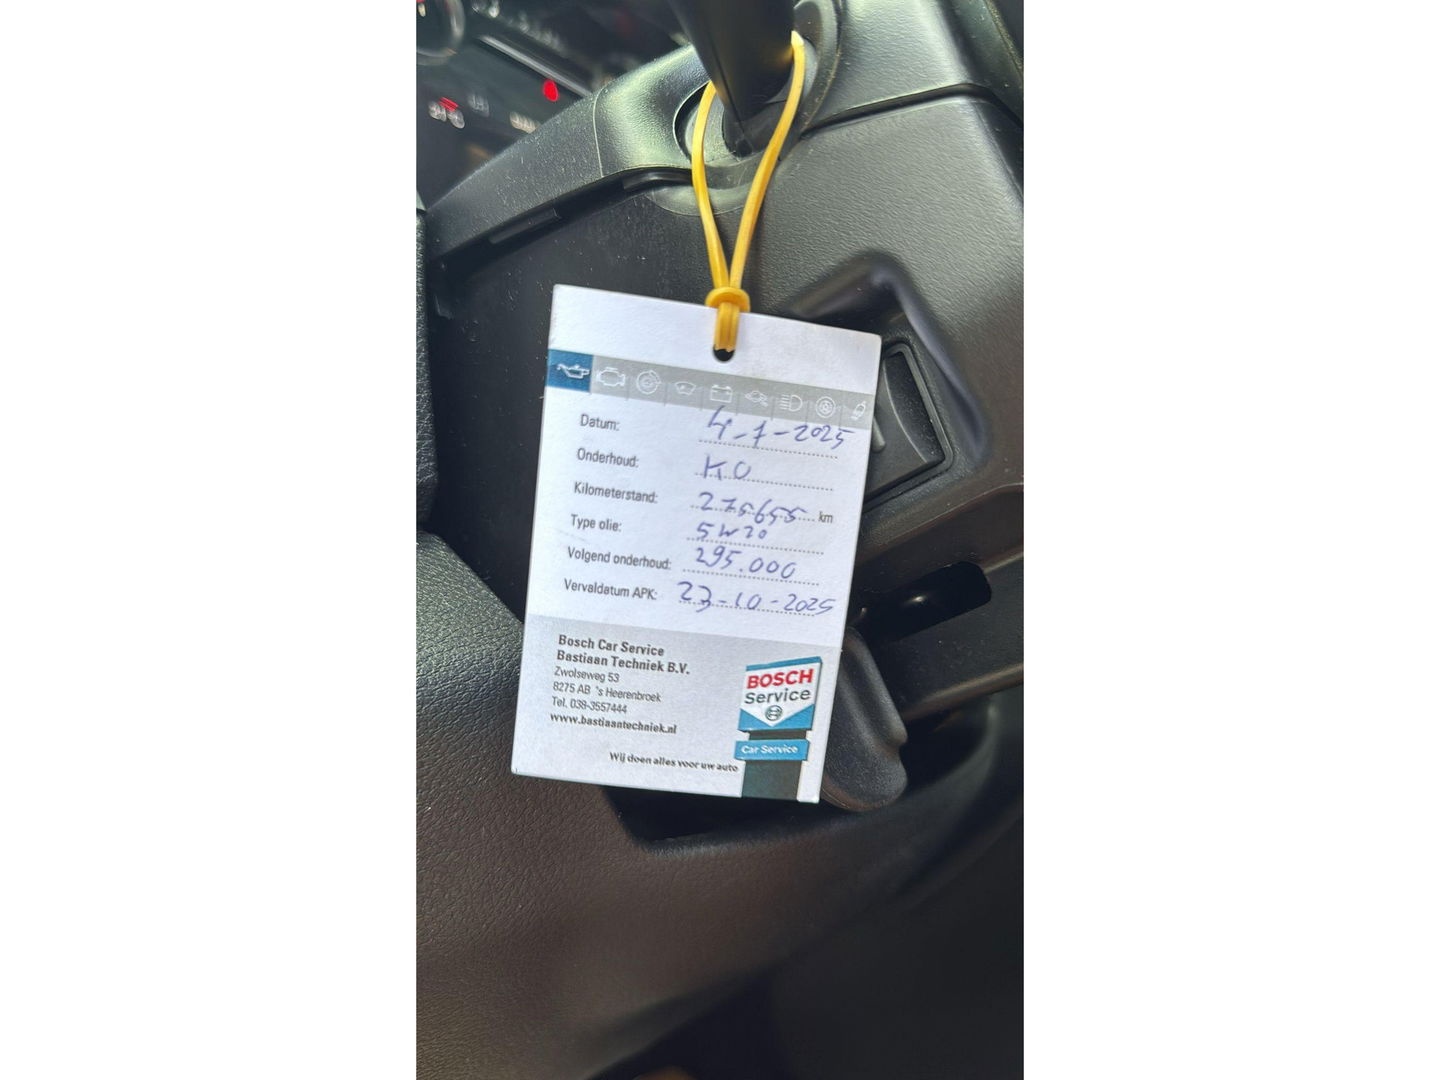 Datum: 4-7-2025
Onderhoud: KO
Kilometerstand: 275655 km
Type olie: 5W20
Volgend onderhoud: 295.000
Vervaldatum APK: 23-10-2025
Bosch Car Service
Bastiaan Techniek B.V.
Zwolseweg 53
8275 AB 's Heerenbroek
Tel. 038-3557444
www.bastiaantechniek.nl
Wij doen alles voor uw auto
BOSCH
Service
Car Service